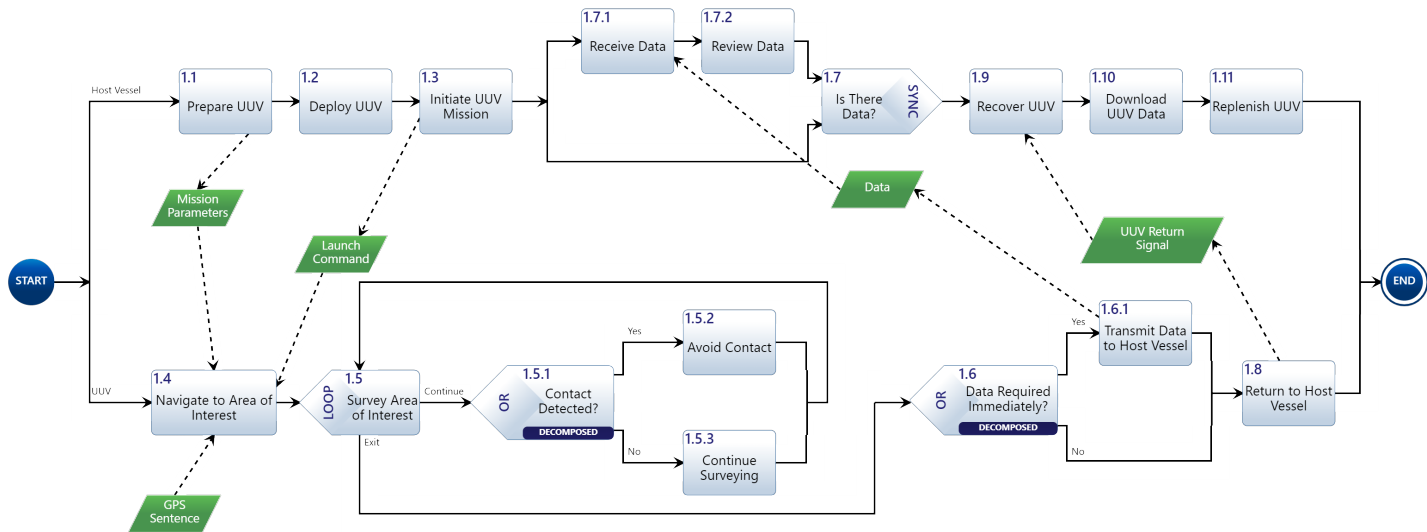 1.7.1
Receive Data
1.7.2
Review Data
Host Vessel
1.1
Prepare UUV
1.2
Deploy UUV
1.3
Initiate UUV
Mission
1.7
Is There
Data?
SYNC
1.9
Recover UUV
1.10
Download
UUV Data
1.11
Replenish UUV
Mission
Parameters
Data
Launch
Command
UUV Return
Signal
START
END
1.5.2
Avoid Contact
Yes
1.6.1
Transmit Data
to Host Vessel
Yes
UUV
1.4
Navigate to Area of
Interest
LOOP
1.5
Survey Area
of Interest
Continue
Exit
OR
1.5.1
Contact
Detected?
DECOMPOSED
No
1.5.3
Continue
Surveying
OR
1.6
Data Required
Immediately?
DECOMPOSED
No
1.8
Return to Host
Vessel
GPS
Sentence